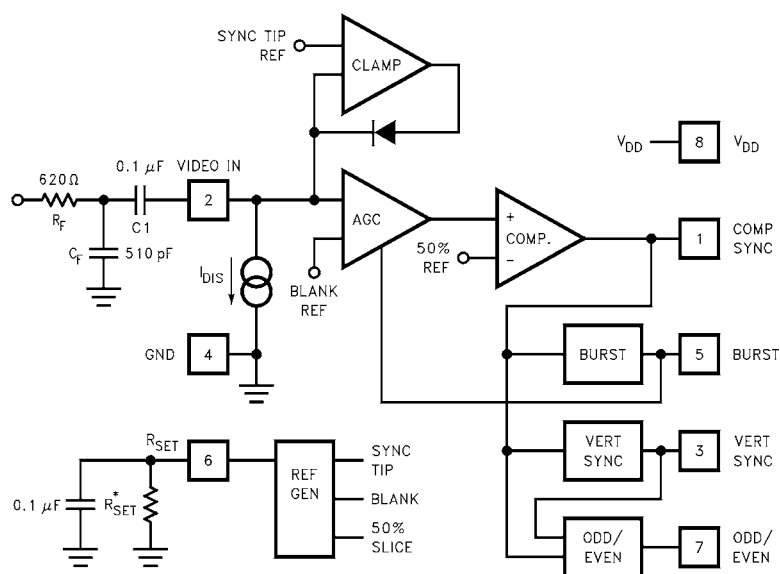 SYNC TIP
REF
CLAMP
V_DD
8
V_DD
620Ω
R_F
0.1 μF
C1
VIDEO IN
2
C_F
510 pF
I_DIS
AGC
BLANK
REF
+
COMP.
−
50%
REF
1
COMP
SYNC
GND
4
BURST
5
BURST
R_SET
6
REF
GEN
SYNC
TIP
BLANK
50%
SLICE
0.1 μF
R*_SET
VERT
SYNC
3
VERT
SYNC
ODD/
EVEN
7
ODD/
EVEN